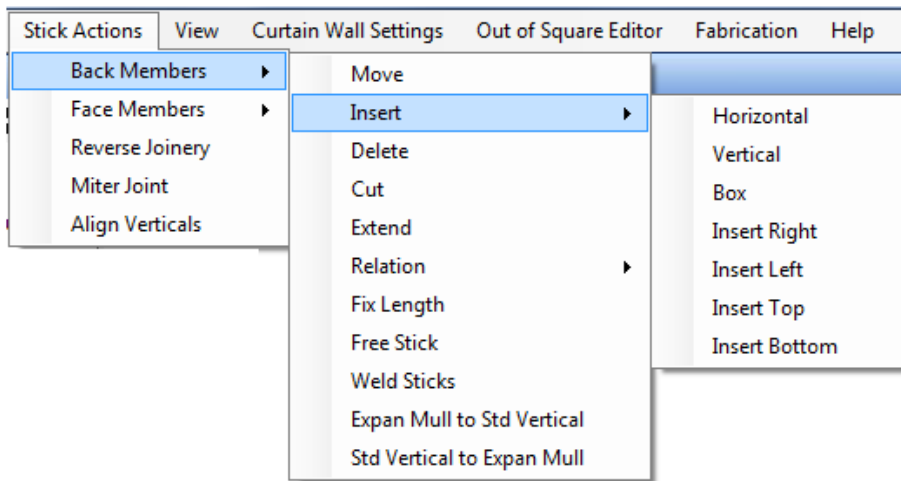 Stick Actions View Curtain Wall Settings Out of Square Editor Fabrication Help
Back Members
Face Members
Reverse Joinery
Miter Joint
Align Verticals
Move
Insert
Delete
Cut
Extend
Relation
Fix Length
Free Stick
Weld Sticks
Expan Mull to Std Vertical
Std Vertical to Expan Mull
Horizontal
Vertical
Box
Insert Right
Insert Left
Insert Top
Insert Bottom